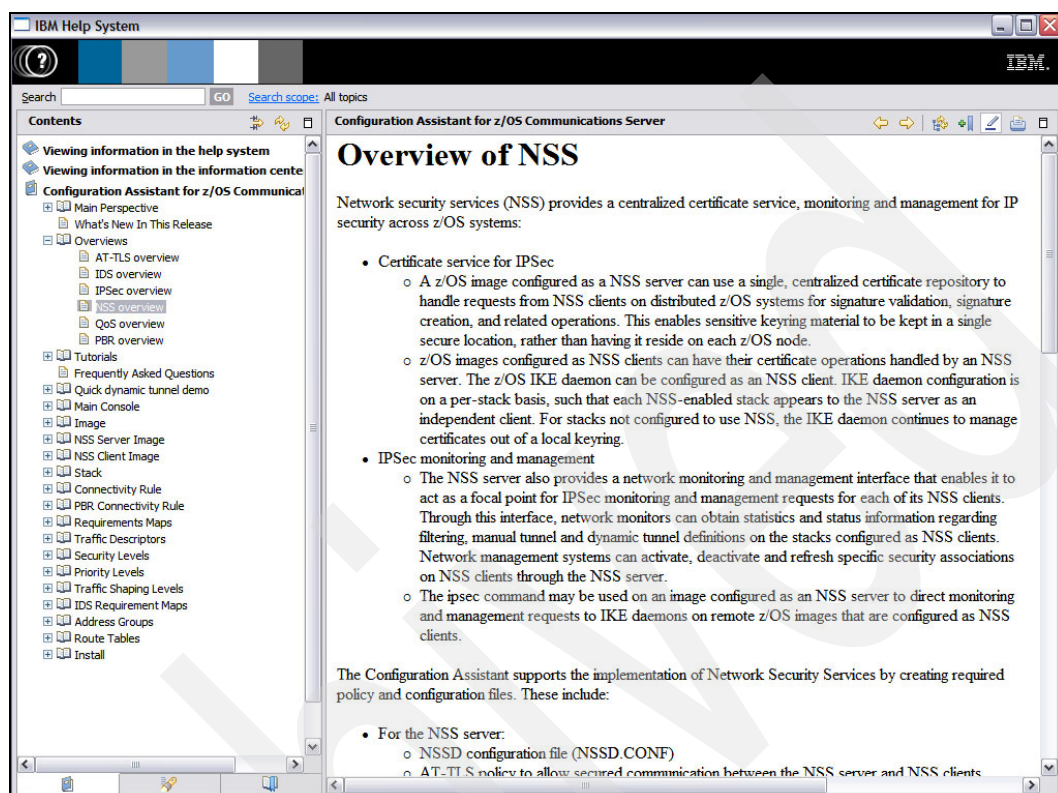 IBM Help System
IBM.
Search
GO
Search scope:
All topics
Contents
Viewing information in the help system
Viewing information in the information cente
Configuration Assistant for z/OS Communicat
Main Perspective
What's New In This Release
Overviews
AT-TLS overview
IDS overview
IPSec overview
NSS overview
QoS overview
PBR overview
Tutorials
Frequently Asked Questions
Quick dynamic tunnel demo
Main Console
Image
NSS Server Image
NSS Client Image
Stack
Connectivity Rule
PBR Connectivity Rule
Requirements Maps
Traffic Descriptors
Security Levels
Priority Levels
Traffic Shaping Levels
IDS Requirement Maps
Address Groups
Route Tables
Install
Configuration Assistant for z/OS Communications Server
Overview of NSS
Network security services (NSS) provides a centralized certificate service, monitoring and management for IP
security across z/OS systems:
• Certificate service for IPSec
o A z/OS image configured as a NSS server can use a single, centralized certificate repository to
handle requests from NSS clients on distributed z/OS systems for signature validation, signature
creation, and related operations. This enables sensitive keyring material to be kept in a single
secure location, rather than having it reside on each z/OS node.
o z/OS images configured as NSS clients can have their certificate operations handled by an NSS
server. The z/OS IKE daemon can be configured as an NSS client. IKE daemon configuration is
on a per-stack basis, such that each NSS-enabled stack appears to the NSS server as an
independent client. For stacks not configured to use NSS, the IKE daemon continues to manage
certificates out of a local keyring.
• IPSec monitoring and management
o The NSS server also provides a network monitoring and management interface that enables it to
act as a focal point for IPSec monitoring and management requests for each of its NSS clients.
Through this interface, network monitors can obtain statistics and status information regarding
filtering, manual tunnel and dynamic tunnel definitions on the stacks configured as NSS clients.
Network management systems can activate, deactivate and refresh specific security associations
on NSS clients through the NSS server.
o The ipsec command may be used on an image configured as an NSS server to direct monitoring
and management requests to IKE daemons on remote z/OS images that are configured as NSS
clients.
The Configuration Assistant supports the implementation of Network Security Services by creating required
policy and configuration files. These include:
• For the NSS server:
o NSSD configuration file (NSSD.CONF)
o AT-TLS policy to allow secured communication between the NSS server and NSS clients